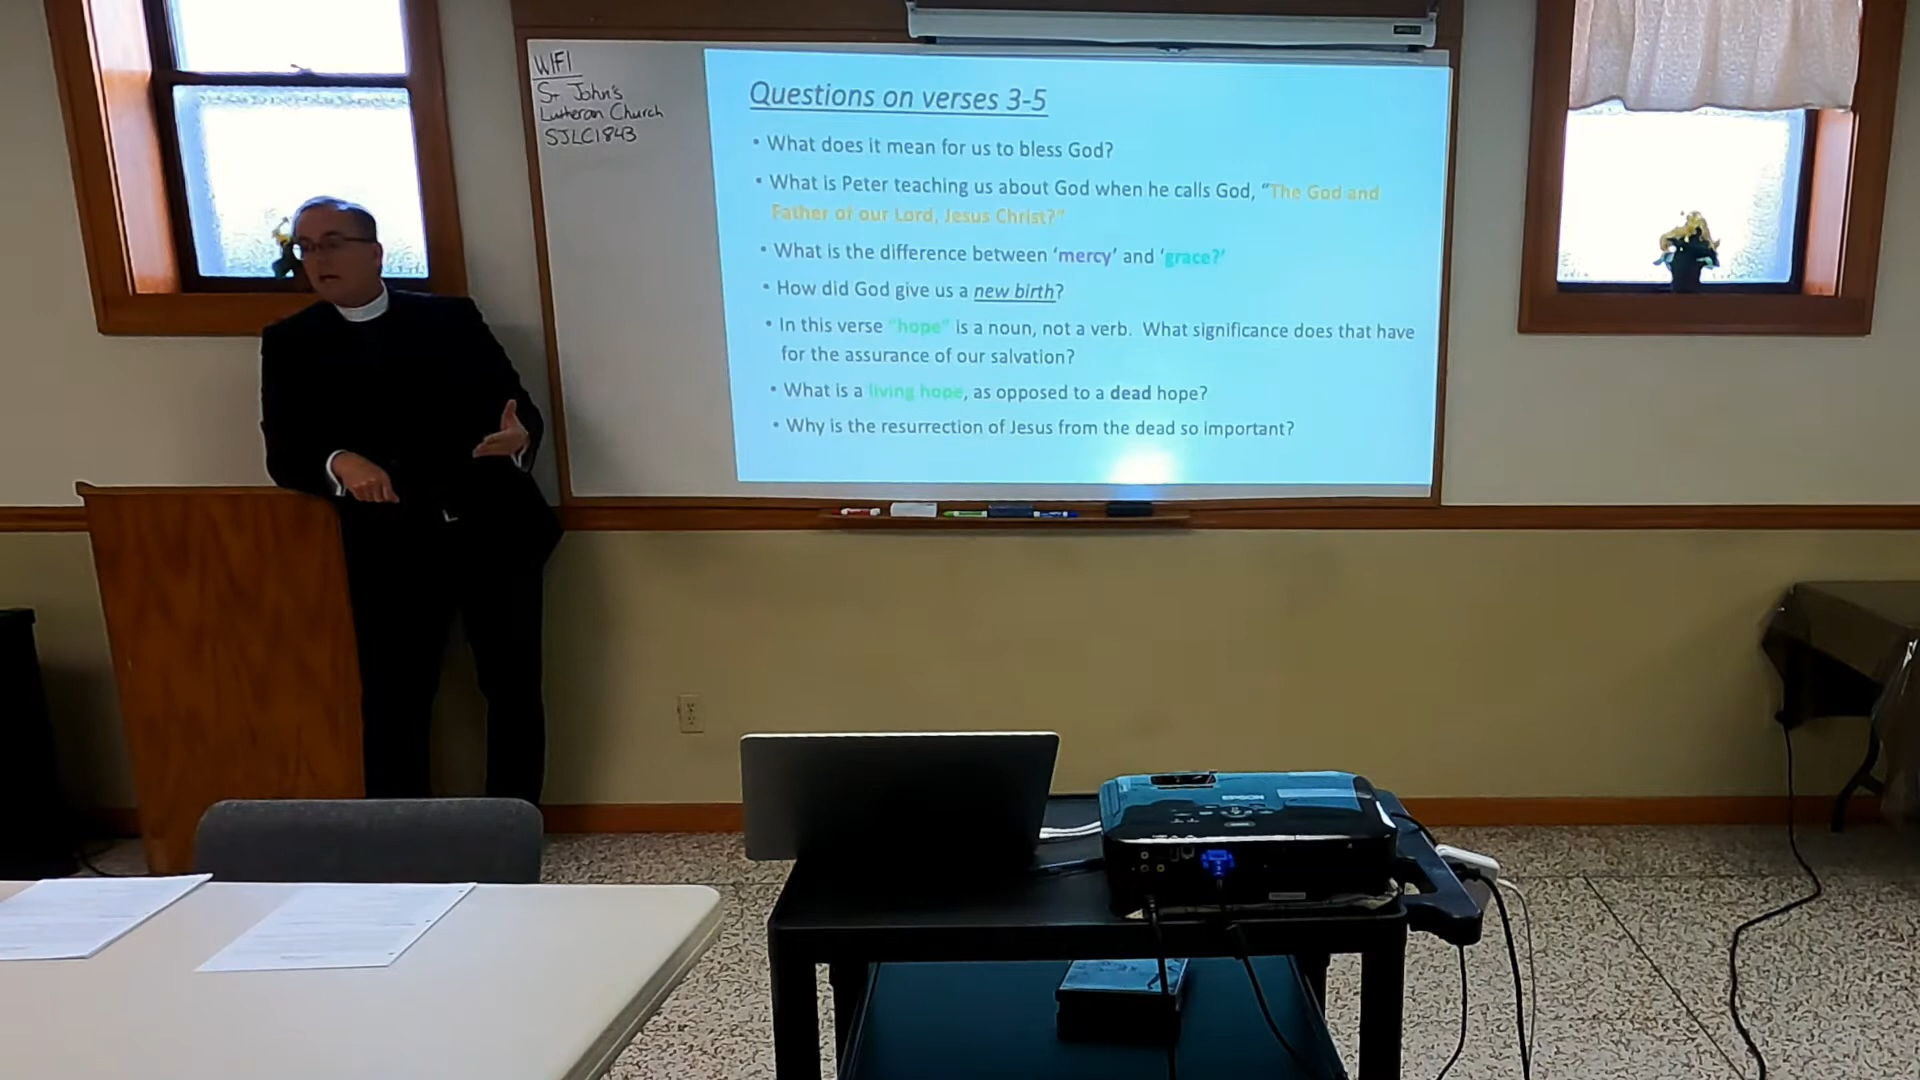 WIFI
St John's
Lutheran Church
SJLC1843
Questions on verses 3-5
• What does it mean for us to bless God?
• What is Peter teaching us about God when he calls God, "The God and
Father of our Lord, Jesus Christ?"
• What is the difference between 'mercy' and 'grace?'
• How did God give us a new birth?
• In this verse "hope" is a noun, not a verb. What significance does that have
for the assurance of our salvation?
• What is a living hope, as opposed to a dead hope?
• Why is the resurrection of Jesus from the dead so important?
EPSON